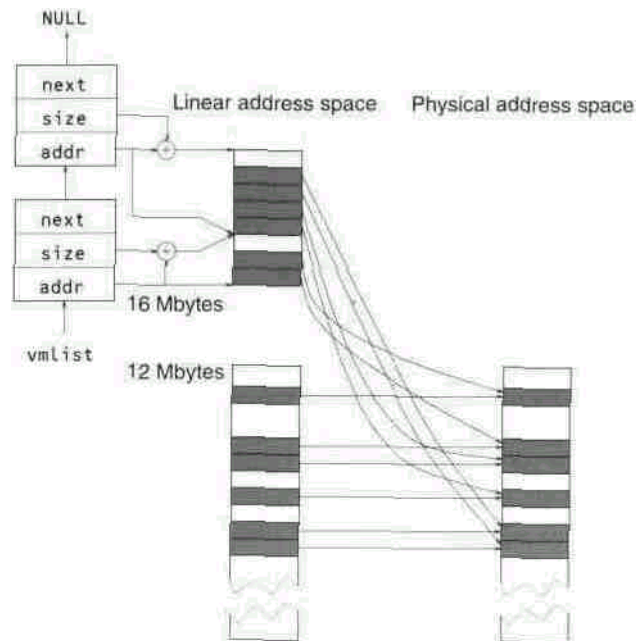 NULL
next
size
addr
Linear address space
Physical address space
next
size
addr
16 Mbytes
vmlist
12 Mbytes